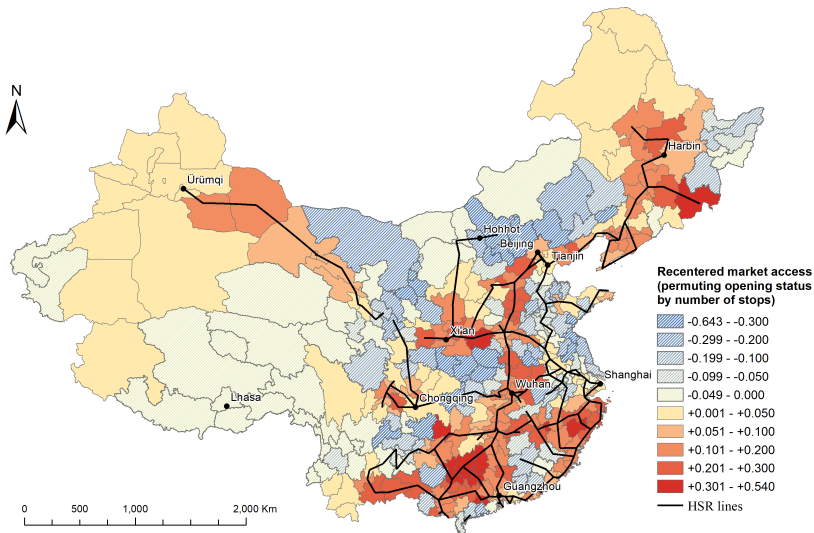 N
Harbin
Ürümqi
Hohhot
Beijing
Tianjin
Xi'an
Shanghai
Wuhan
Chongqing
Lhasa
Guangzhou
0 500 1,000 2,000 Km
Recentered market access
(permuting opening status
by number of stops)
-0.643 - -0.300
-0.299 - -0.200
-0.199 - -0.100
-0.099 - -0.050
-0.049 - 0.000
+0.001 - +0.050
+0.051 - +0.100
+0.101 - +0.200
+0.201 - +0.300
+0.301 - +0.540
HSR lines